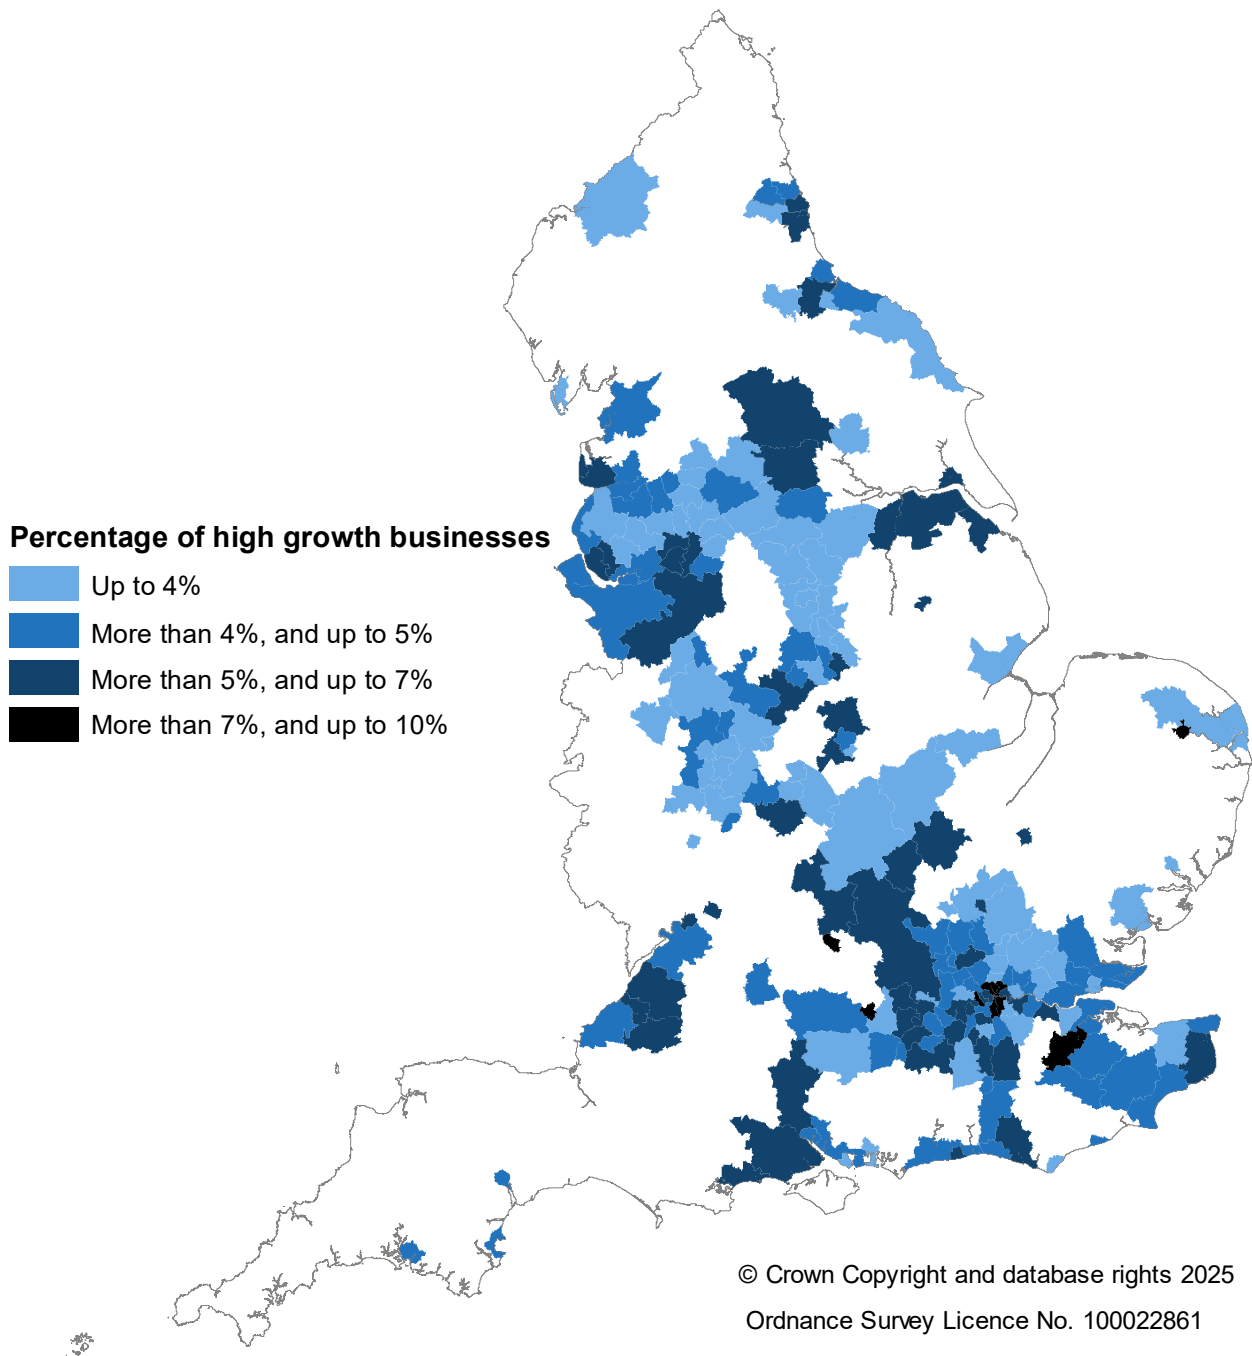 Percentage of high growth businesses
Up to 4%
More than 4%, and up to 5%
More than 5%, and up to 7%
More than 7%, and up to 10%
© Crown Copyright and database rights 2025
Ordnance Survey Licence No. 100022861